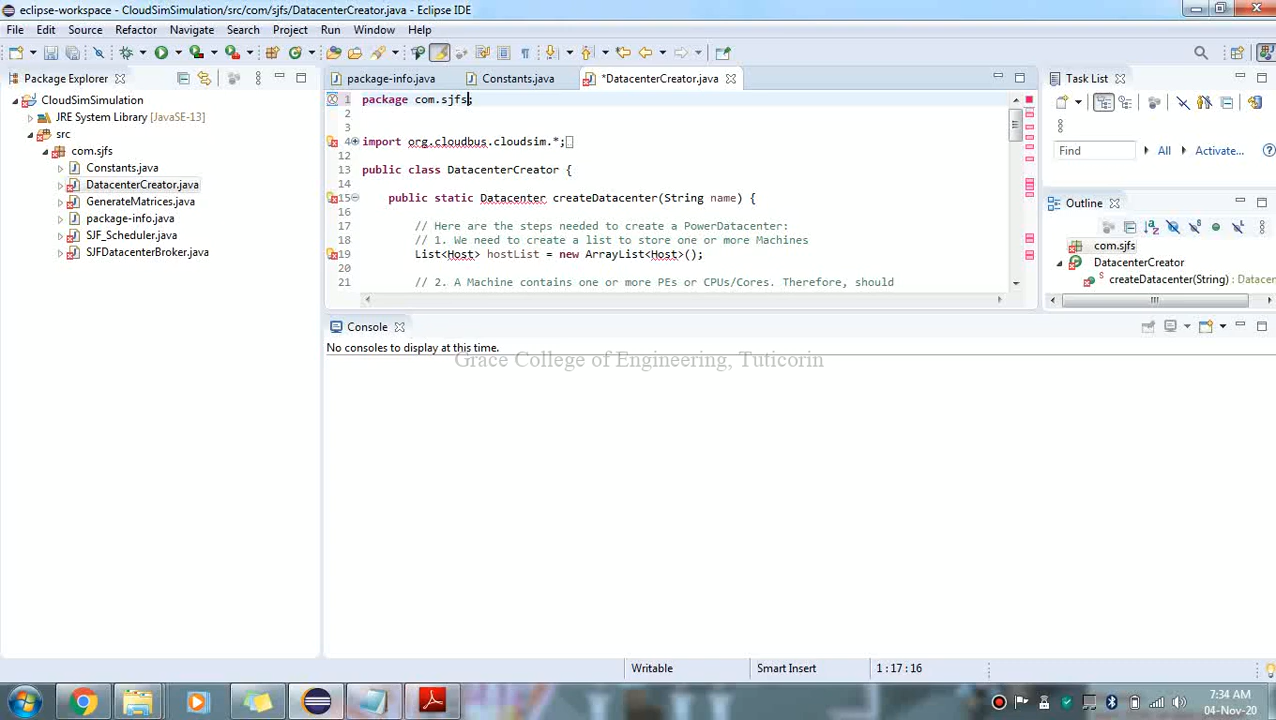 eclipse-workspace - CloudSimSimulation/src/com/sjfs/DatacenterCreator.java - Eclipse IDE
File Edit Source Refactor Navigate Search Project Run Window Help
Package Explorer
CloudSimSimulation
JRE System Library [JavaSE-13]
src
com.sjfs
Constants.java
DatacenterCreator.java
GenerateMatrices.java
package-info.java
SJF_Scheduler.java
SJFDatacenterBroker.java
package-info.java Constants.java *DatacenterCreator.java
1 package com.sjfs;
2
3
4 import org.cloudbus.cloudsim.*;
12
13 public class DatacenterCreator {
14
15 public static Datacenter createDatacenter(String name) {
16
17 // Here are the steps needed to create a PowerDatacenter:
18 // 1. We need to create a list to store one or more Machines
19 List<Host> hostList = new ArrayList<Host>();
20
21 // 2. A Machine contains one or more PEs or CPUs/Cores. Therefore, should
Task List
Find All Activate...
Outline
com.sjfs
DatacenterCreator
createDatacenter(String) : Datacen
Console
No consoles to display at this time.
Grace College of Engineering, Tuticorin
Writable Smart Insert 1 : 17 : 16
7:34 AM
04-Nov-20